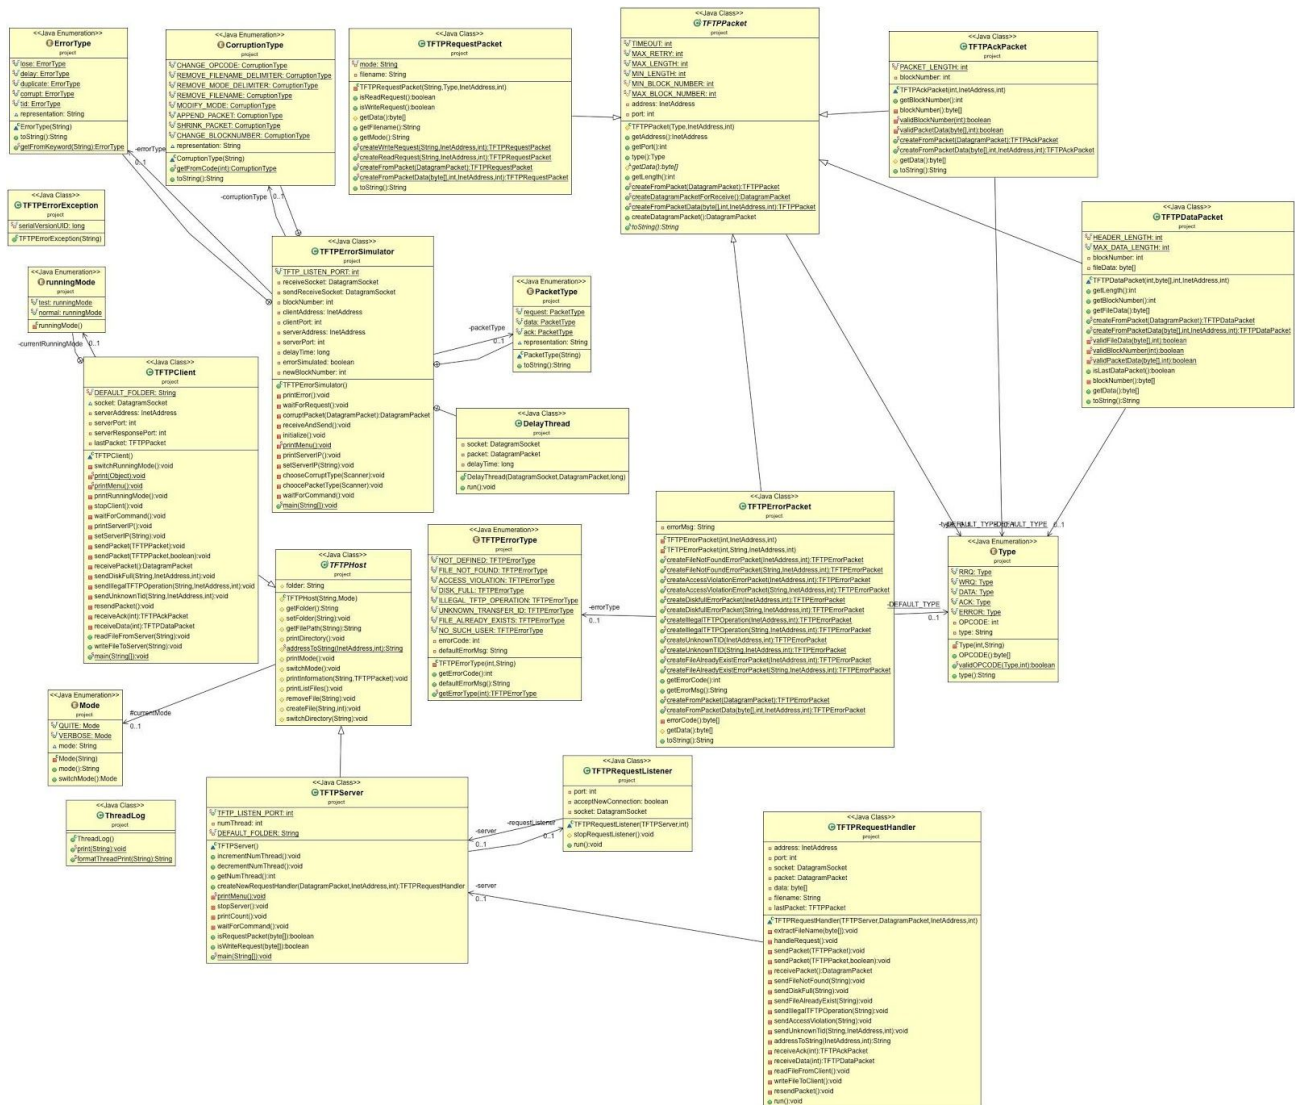 <<Java Enumeration>>
ErrorType
project
lose: ErrorType
delay: ErrorType
duplicate: ErrorType
corrupt: ErrorType
tid: ErrorType
representation: String
ErrorType(String)
toString():String
getFromKeyword(String):ErrorType
<<Java Enumeration>>
CorruptionType
project
CHANGE_OPCODE: CorruptionType
REMOVE_FILENAME_DELIMITER: CorruptionType
REMOVE_MODE_DELIMITER: CorruptionType
REMOVE_FILENAME: CorruptionType
MODIFY_MODE: CorruptionType
APPEND_PACKET: CorruptionType
SHRINK_PACKET: CorruptionType
CHANGE_BLOCKNUMBER: CorruptionType
representation: String
CorruptionType(String)
getFromCode(int):CorruptionType
toString():String
<<Java Class>>
TFTPRequestPacket
project
mode: String
filename: String
TFTPRequestPacket(String,Type,InetAddress,int)
isReadRequest():boolean
isWriteRequest():boolean
getData():byte[]
getFilename():String
getMode():String
createWriteRequest(String,InetAddress,int):TFTPRequestPacket
createReadRequest(String,InetAddress,int):TFTPRequestPacket
createFromPacket(DatagramPacket):TFTPRequestPacket
createFromPacketData(byte[],int,InetAddress,int):TFTPRequestPacket
toString():String
<<Java Class>>
TFTPPacket
project
TIMEOUT: int
MAX_RETRY: int
MAX_LENGTH: int
MIN_LENGTH: int
MIN_BLOCK_NUMBER: int
MAX_BLOCK_NUMBER: int
address: InetAddress
port: int
TFTPPacket(Type,InetAddress,int)
getAddress():InetAddress
getPort():int
type():Type
getData():byte[]
getLength():int
createFromPacket(DatagramPacket):TFTPPacket
createDatagramPacketForReceive():DatagramPacket
createFromPacketData(byte[],int,InetAddress,int):TFTPPacket
createDatagramPacket():DatagramPacket
toString():String
<<Java Class>>
TFTPAckPacket
project
PACKET_LENGTH: int
blockNumber: int
TFTPAckPacket(int,InetAddress,int)
getBlockNumber():int
blockNumber():byte[]
validBlockNumber(int):boolean
validPacketData(byte[],int):boolean
createFromPacket(DatagramPacket):TFTPAckPacket
createFromPacketData(byte[],int,InetAddress,int):TFTPAckPacket
getData():byte[]
toString():String
<<Java Class>>
TFTPDataPacket
project
HEADER_LENGTH: int
MAX_DATA_LENGTH: int
blockNumber: int
fileData: byte[]
TFTPDataPacket(int,byte[],int,InetAddress,int)
getLength():int
getBlockNumber():int
getFileData():byte[]
createFromPacket(DatagramPacket):TFTPDataPacket
createFromPacketData(byte[],int,InetAddress,int):TFTPDataPacket
validFileData(byte[],int):boolean
validBlockNumber(int):boolean
validPacketData(byte[],int):boolean
isLastDataPacket():boolean
blockNumber():byte[]
getData():byte[]
toString():String
-errorType
0..1
-corruptionType
0..1
<<Java Class>>
TFTPErrorException
project
serialVersionUID: long
TFTPErrorException(String)
<<Java Enumeration>>
runningMode
project
test: runningMode
normal: runningMode
runningMode()
-currentRunningMode
0..1
<<Java Class>>
TFTPErrorSimulator
project
TFTP_LISTEN_PORT: int
receiveSocket: DatagramSocket
sendReceiveSocket: DatagramSocket
blockNumber: int
clientAddress: InetAddress
clientPort: int
serverAddress: InetAddress
serverPort: int
delayTime: long
errorSimulated: boolean
newBlockNumber: int
TFTPErrorSimulator()
printError():void
waitForRequest():void
corruptPacket(DatagramPacket):DatagramPacket
receiveAndSend():void
initialize():void
printMenu():void
printServerIP():void
setServerIP(String):void
chooseCorruptType(Scanner):void
choocePacketType(Scanner):void
waitForCommand():void
main(String[]):void
-packetType
0..1
<<Java Enumeration>>
PacketType
project
request: PacketType
data: PacketType
ack: PacketType
representation: String
PacketType(String)
toString():String
<<Java Class>>
DelayThread
project
socket: DatagramSocket
packet: DatagramPacket
delayTime: long
DelayThread(DatagramSocket,DatagramPacket,long)
run():void
<<Java Class>>
TFTPClient
project
DEFAULT_FOLDER: String
socket: DatagramSocket
serverAddress: InetAddress
serverPort: int
serverResponsePort: int
lastPacket: TFTPPacket
TFTPClient()
switchRunningMode():void
print(Object):void
printMenu():void
printRunningMode():void
stopClient():void
waitForCommand():void
printServerIP():void
setServerIP(String):void
sendPacket(TFTPPacket):void
sendPacket(TFTPPacket,boolean):void
receivePacket():DatagramPacket
sendDiskFull(String,InetAddress,int):void
sendIllegalTFTPOperation(String,InetAddress,int):void
sendUnknownTid(String,InetAddress,int):void
resendPacket():void
receiveAck(int):TFTPAckPacket
receiveData(int):TFTPDataPacket
readFileFromServer(String):void
writeFileToServer(String):void
main(String[]):void
<<Java Class>>
TFTPHost
project
folder: String
TFTPHost(String,Mode)
getFolder():String
setFolder(String):void
getFilePath(String):String
printDirectory():void
addressToString(InetAddress,int):String
printMode():void
switchMode():void
printInformation(String,TFTPPacket):void
printListFiles():void
removeFile(String):void
createFile(String,int):void
switchDirectory(String):void
<<Java Enumeration>>
TFTPErrorType
project
NOT_DEFINED: TFTPErrorType
FILE_NOT_FOUND: TFTPErrorType
ACCESS_VIOLATION: TFTPErrorType
DISK_FULL: TFTPErrorType
ILLEGAL_TFTP_OPERATION: TFTPErrorType
UNKNOWN_TRANSFER_ID: TFTPErrorType
FILE_ALREADY_EXISTS: TFTPErrorType
NO_SUCH_USER: TFTPErrorType
errorCode: int
defaultErrorMsg: String
TFTPErrorType(int,String)
getErrorCode():int
defaultErrorMsg():String
getErrorType(int):TFTPErrorType
-errorType
0..1
<<Java Class>>
TFTPErrorPacket
project
errorMsg: String
TFTPErrorPacket(int,InetAddress,int)
TFTPErrorPacket(int,String,InetAddress,int)
createFileNotFoundErrorPacket(InetAddress,int):TFTPErrorPacket
createFileNotFoundErrorPacket(String,InetAddress,int):TFTPErrorPacket
createAccessViolationErrorPacket(InetAddress,int):TFTPErrorPacket
createAccessViolationErrorPacket(String,InetAddress,int):TFTPErrorPacket
createDiskfullErrorPacket(InetAddress,int):TFTPErrorPacket
createDiskfullErrorPacket(String,InetAddress,int):TFTPErrorPacket
createIllegalTFTPOperation(InetAddress,int):TFTPErrorPacket
createIllegalTFTPOperation(String,InetAddress,int):TFTPErrorPacket
createUnknownTID(InetAddress,int):TFTPErrorPacket
createUnknownTID(String,InetAddress,int):TFTPErrorPacket
createFileAlreadyExistErrorPacket(InetAddress,int):TFTPErrorPacket
createFileAlreadyExistErrorPacket(String,InetAddress,int):TFTPErrorPacket
getErrorCode():int
getErrorMsg():String
createFromPacket(DatagramPacket):TFTPErrorPacket
createFromPacketData(byte[],int,InetAddress,int):TFTPErrorPacket
errorCode():byte[]
getData():byte[]
toString():String
0..1
-DEFAULT_TYPE
0..1
<<Java Enumeration>>
Type
project
RRQ: Type
WRQ: Type
DATA: Type
ACK: Type
ERROR: Type
OPCODE: int
type: String
Type(int,String)
OPCODE():byte[]
validOPCODE(Type,int):boolean
type():String
<<Java Enumeration>>
Mode
project
QUITE: Mode
VERBOSE: Mode
mode: String
Mode(String)
mode():String
switchMode():Mode
#currentMode
0..1
<<Java Class>>
ThreadLog
project
ThreadLog()
print(String):void
formatThreadPrint(String):String
<<Java Class>>
TFTPServer
project
TFTP_LISTEN_PORT: int
numThread: int
DEFAULT_FOLDER: String
TFTPServer()
incrementNumThread():void
decrementNumThread():void
getNumThread():int
createNewRequestHandler(DatagramPacket,InetAddress,int):TFTPRequestHandler
printMenu():void
stopServer():void
printCount():void
waitForCommand():void
isRequestPacket(byte[]):boolean
isWriteRequest(byte[]):boolean
main(String[]):void
-requestListener
-server
0..1
0..1
<<Java Class>>
TFTPRequestListener
project
port: int
acceptNewConnection: boolean
socket: DatagramSocket
TFTPRequestListener(TFTPServer,int)
stopRequestListener():void
run():void
-server
0..1
<<Java Class>>
TFTPRequestHandler
project
address: InetAddress
port: int
socket: DatagramSocket
packet: DatagramPacket
data: byte[]
filename: String
lastPacket: TFTPPacket
TFTPRequestHandler(TFTPServer,DatagramPacket,InetAddress,int)
extractFileName(byte[]):void
handleRequest():void
sendPacket(TFTPPacket):void
sendPacket(TFTPPacket,boolean):void
receivePacket():DatagramPacket
sendFileNotFound(String):void
sendDiskFull(String):void
sendFileAlreadyExist(String):void
sendIllegalTFTPOperation(String):void
sendAccessViolation(String):void
sendUnknownTid(String,InetAddress,int):void
addressToString(InetAddress,int):String
receiveAck(int):TFTPAckPacket
receiveData(int):TFTPDataPacket
readFileFromClient():void
writeFileToClient():void
resendPacket():void
run():void